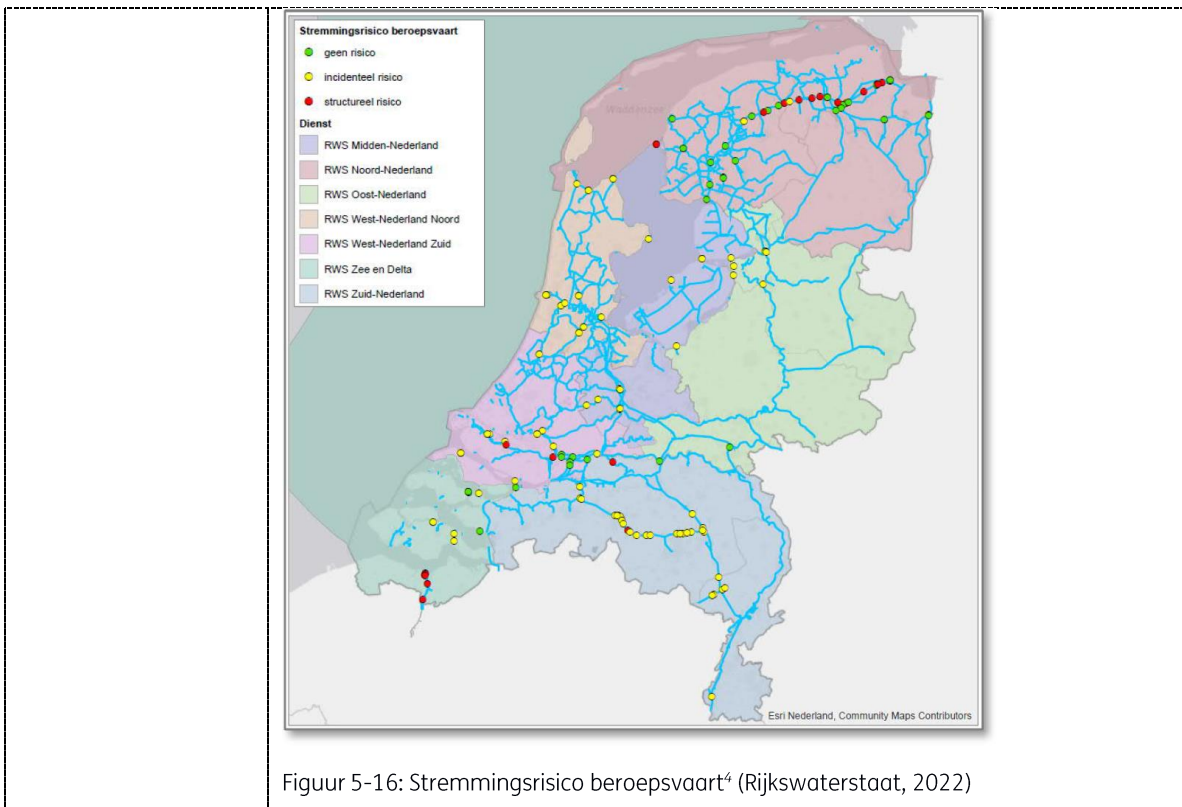 Stremmingsrisico beroepsvaart
geen risico
incidenteel risico
structureel risico
Dienst
RWS Midden-Nederland
RWS Noord-Nederland
RWS Oost-Nederland
RWS West-Nederland Noord
RWS West-Nederland Zuid
RWS Zee en Delta
RWS Zuid-Nederland
Waddenzee
Esri Nederland, Community Maps Contributors
Figuur 5-16: Stremmingsrisico beroepsvaart⁴ (Rijkswaterstaat, 2022)